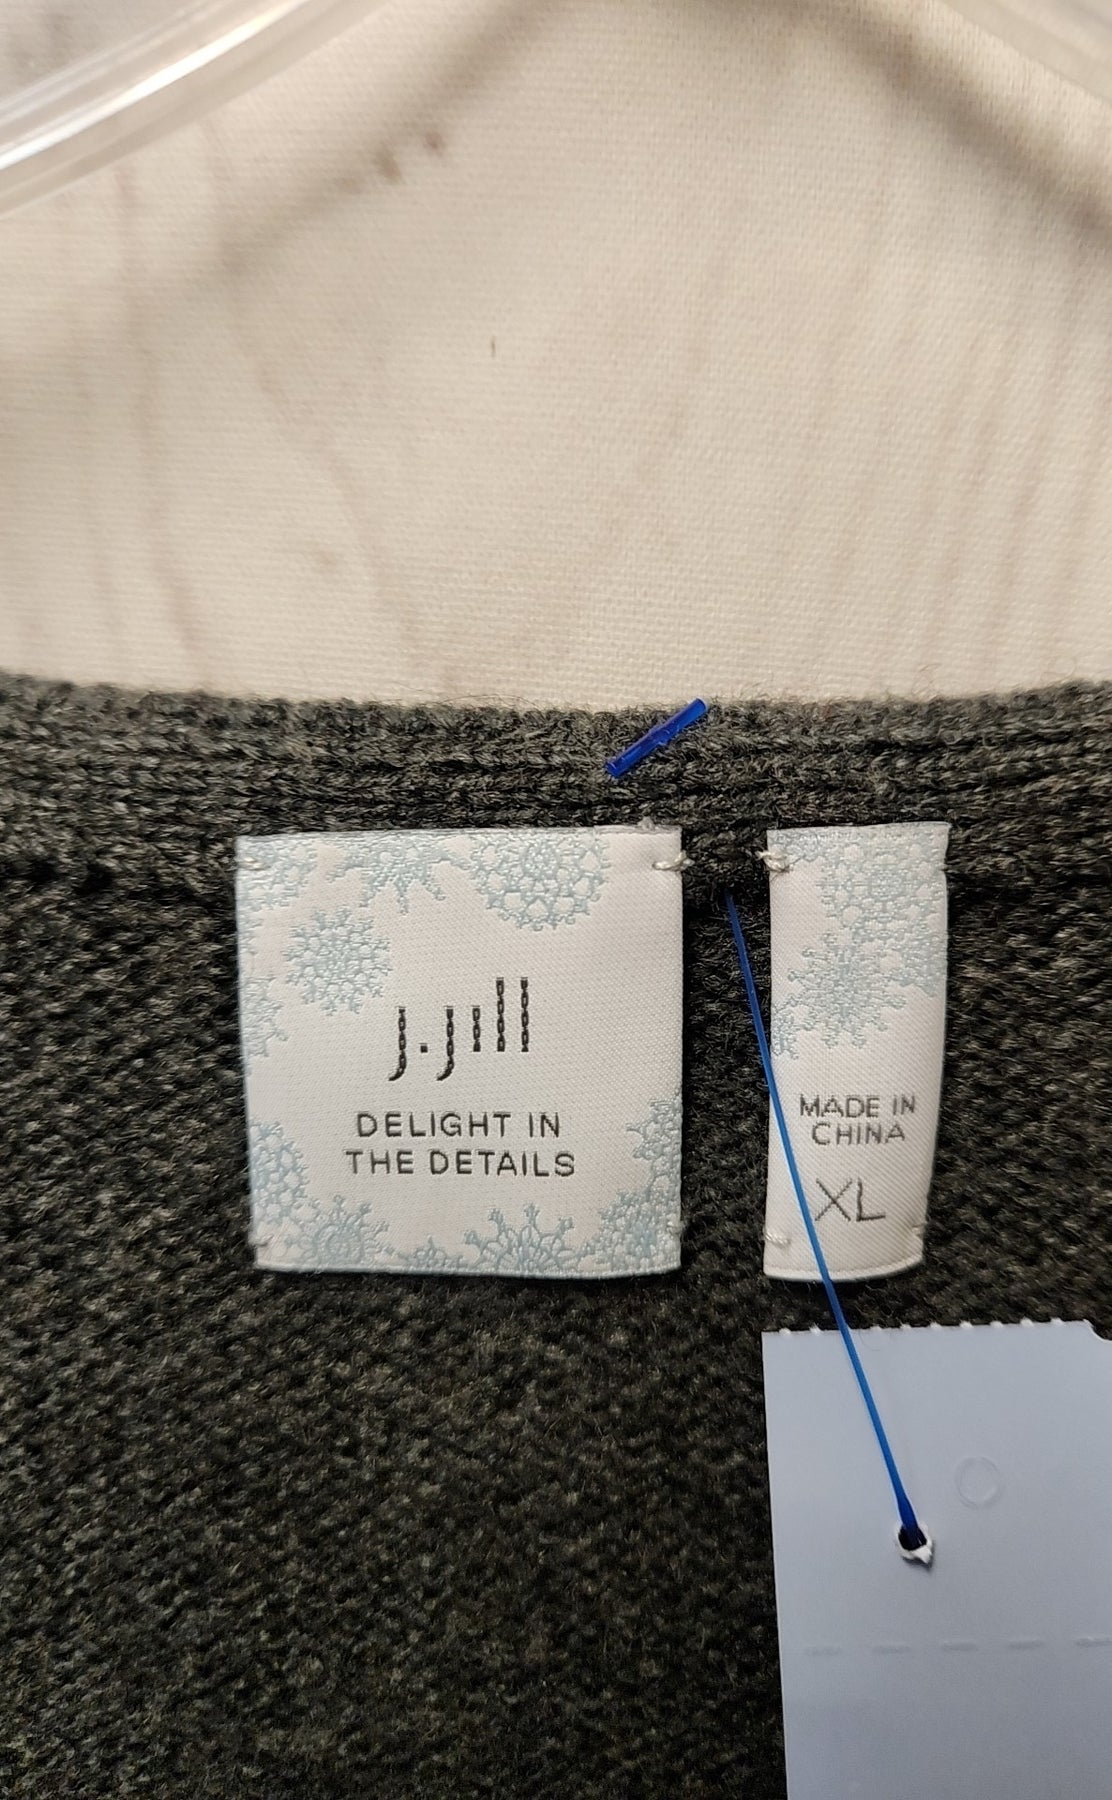 j.jill
DELIGHT IN
THE DETAILS
MADE IN
CHINA
XL